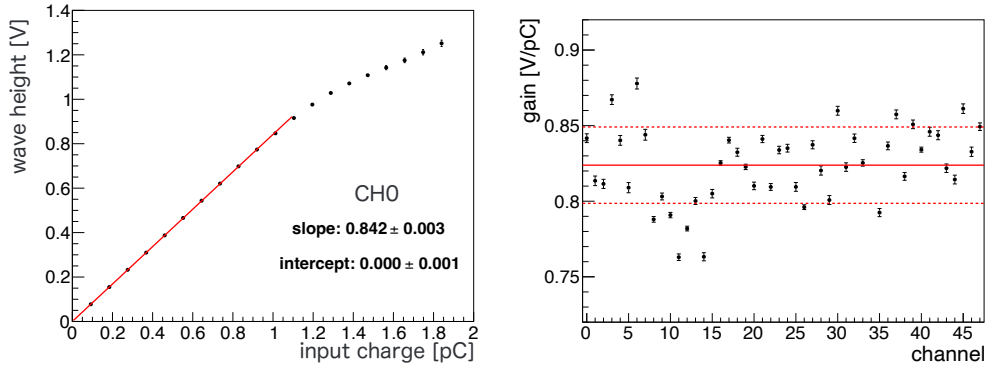 wave height [V]
1.4
1.2
1
0.8
0.6
0.4
0.2
0
CH0
slope: 0.842 ± 0.003
intercept: 0.000 ± 0.001
0 0.2 0.4 0.6 0.8 1 1.2 1.4 1.6 1.8 2
input charge [pC]
gain [V/pC]
0.9
0.85
0.8
0.75
0 5 10 15 20 25 30 35 40 45
channel